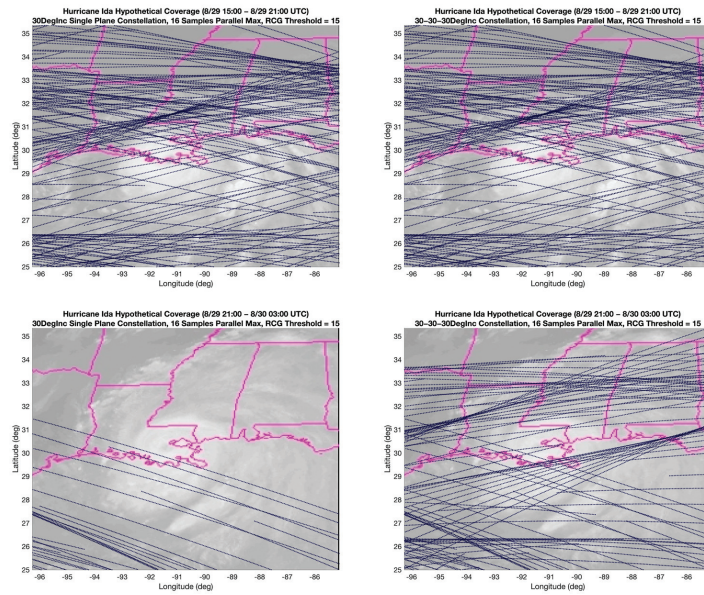 Hurricane Ida Hypothetical Coverage (8/29 15:00 – 8/29 21:00 UTC)
30DegInc Single Plane Constellation, 16 Samples Parallel Max, RCG Threshold = 15
35
34
33
32
31
30
29
28
27
26
25
Latitude (deg)
-96 -95 -94 -93 -92 -91 -90 -89 -88 -87 -86
Longitude (deg)
Hurricane Ida Hypothetical Coverage (8/29 15:00 – 8/29 21:00 UTC)
30–30–30DegInc Constellation, 16 Samples Parallel Max, RCG Threshold = 15
35
34
33
32
31
30
29
28
27
26
25
Latitude (deg)
-96 -95 -94 -93 -92 -91 -90 -89 -88 -87 -86
Longitude (deg)
Hurricane Ida Hypothetical Coverage (8/29 21:00 – 8/30 03:00 UTC)
30DegInc Single Plane Constellation, 16 Samples Parallel Max, RCG Threshold = 15
35
34
33
32
31
30
29
28
27
26
25
Latitude (deg)
-96 -95 -94 -93 -92 -91 -90 -89 -88 -87 -86
Longitude (deg)
Hurricane Ida Hypothetical Coverage (8/29 21:00 – 8/30 03:00 UTC)
30–30–30DegInc Constellation, 16 Samples Parallel Max, RCG Threshold = 15
35
34
33
32
31
30
29
28
27
26
25
Latitude (deg)
-96 -95 -94 -93 -92 -91 -90 -89 -88 -87 -86
Longitude (deg)